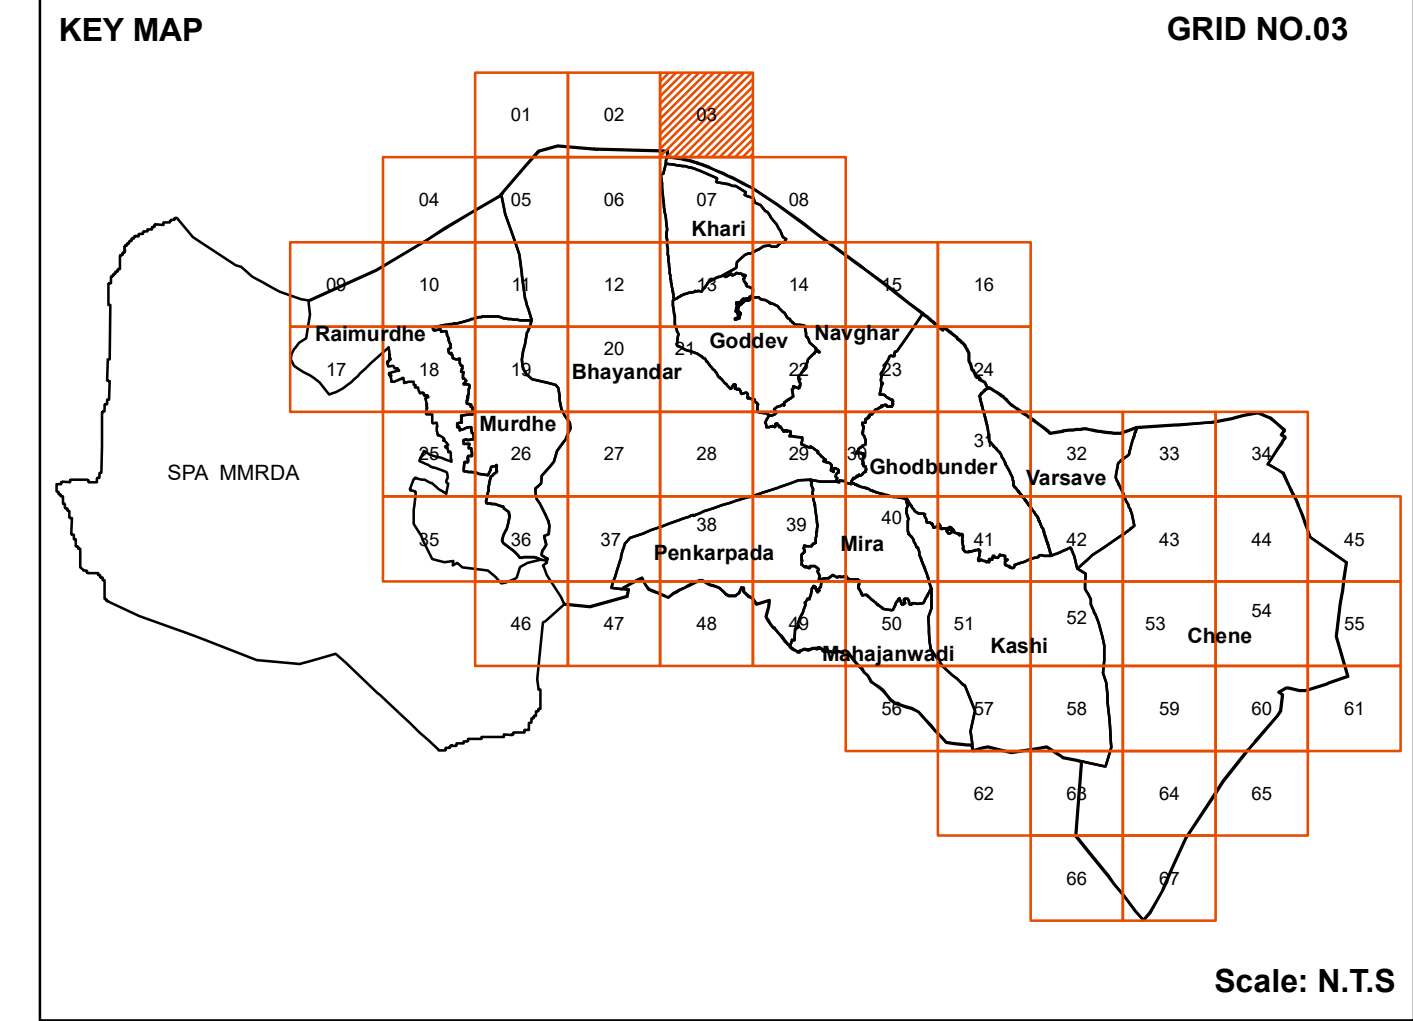 KEY MAP
GRID NO.03
01 02 03
04 05 06 07 08
Khari
09 10 11 12 13 14 15 16
Raimurdhe
Goddev
Navghar
17 18 19 20 21 22 23 24
Bhayandar
Murdhe
25 26 27 28 29 30 31 32 33 34
Ghodbunder
Varsave
SPA MMRDA
35 36 37 38 39 40 41 42 43 44 45
Penkarpada
Mira
46 47 48 49 50 51 52 53 54 55
Chene
Kashi
Mahajanwadi
56 57 58 59 60 61
62 63 64 65
66 67
Scale: N.T.S